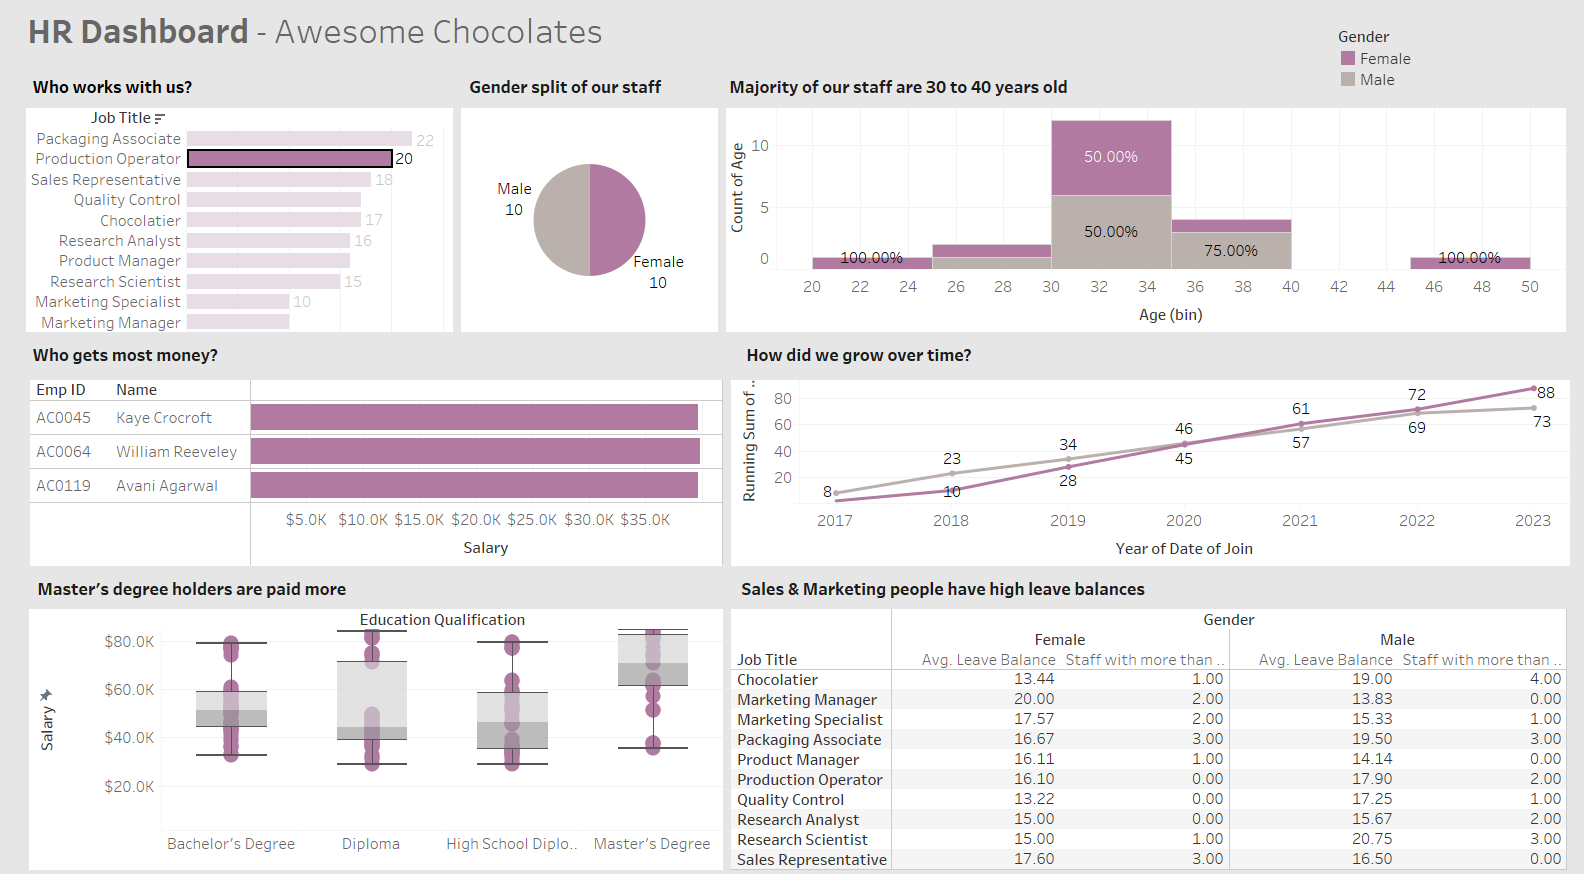 HR Dashboard - Awesome Chocolates
Gender
Female
Male
Who works with us?
Job Title
Packaging Associate 22
Production Operator 20
Sales Representative 18
Quality Control
Chocolatier 17
Research Analyst 16
Product Manager
Research Scientist 15
Marketing Specialist 10
Marketing Manager
Gender split of our staff
Male
10
Female
10
Majority of our staff are 30 to 40 years old
Count of Age
10
5
0
50.00%
50.00%
75.00%
100.00%
100.00%
20 22 24 26 28 30 32 34 36 38 40 42 44 46 48 50
Age (bin)
Who gets most money?
Emp ID Name
AC0045 Kaye Crocroft
AC0064 William Reeveley
AC0119 Avani Agarwal
$5.0K $10.0K $15.0K $20.0K $25.0K $30.0K $35.0K
Salary
How did we grow over time?
Running Sum of ..
80
60
40
20
8 23 34 46 61 72 88
10 28 45 57 69 73
2017 2018 2019 2020 2021 2022 2023
Year of Date of Join
Master's degree holders are paid more
Education Qualification
Salary
$80.0K
$60.0K
$40.0K
$20.0K
Bachelor's Degree Diploma High School Diplo.. Master's Degree
Sales & Marketing people have high leave balances
Gender
Female Male
Job Title Avg. Leave Balance Staff with more than .. Avg. Leave Balance Staff with more than ..
Chocolatier 13.44 1.00 19.00 4.00
Marketing Manager 20.00 2.00 13.83 0.00
Marketing Specialist 17.57 2.00 15.33 1.00
Packaging Associate 16.67 3.00 19.50 3.00
Product Manager 16.11 1.00 14.14 0.00
Production Operator 16.10 0.00 17.90 2.00
Quality Control 13.22 0.00 17.25 1.00
Research Analyst 15.00 0.00 15.67 2.00
Research Scientist 15.00 1.00 20.75 3.00
Sales Representative 17.60 3.00 16.50 0.00